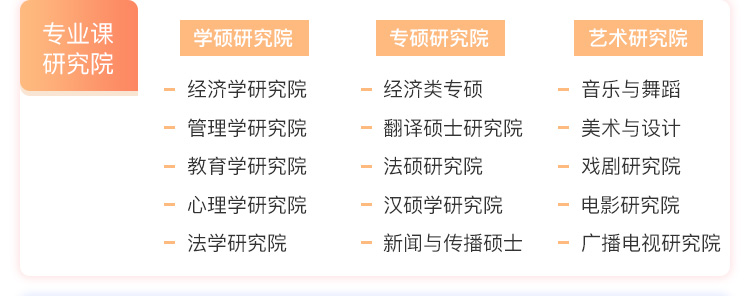 专业课
研究院
学硕研究院
经济学研究院
管理学研究院
教育学研究院
心理学研究院
法学研究院
专硕研究院
经济类专硕
翻译硕士研究院
法硕研究院
汉硕学研究院
新闻与传播硕士
艺术研究院
音乐与舞蹈
美术与设计
戏剧研究院
电影研究院
广播电视研究院